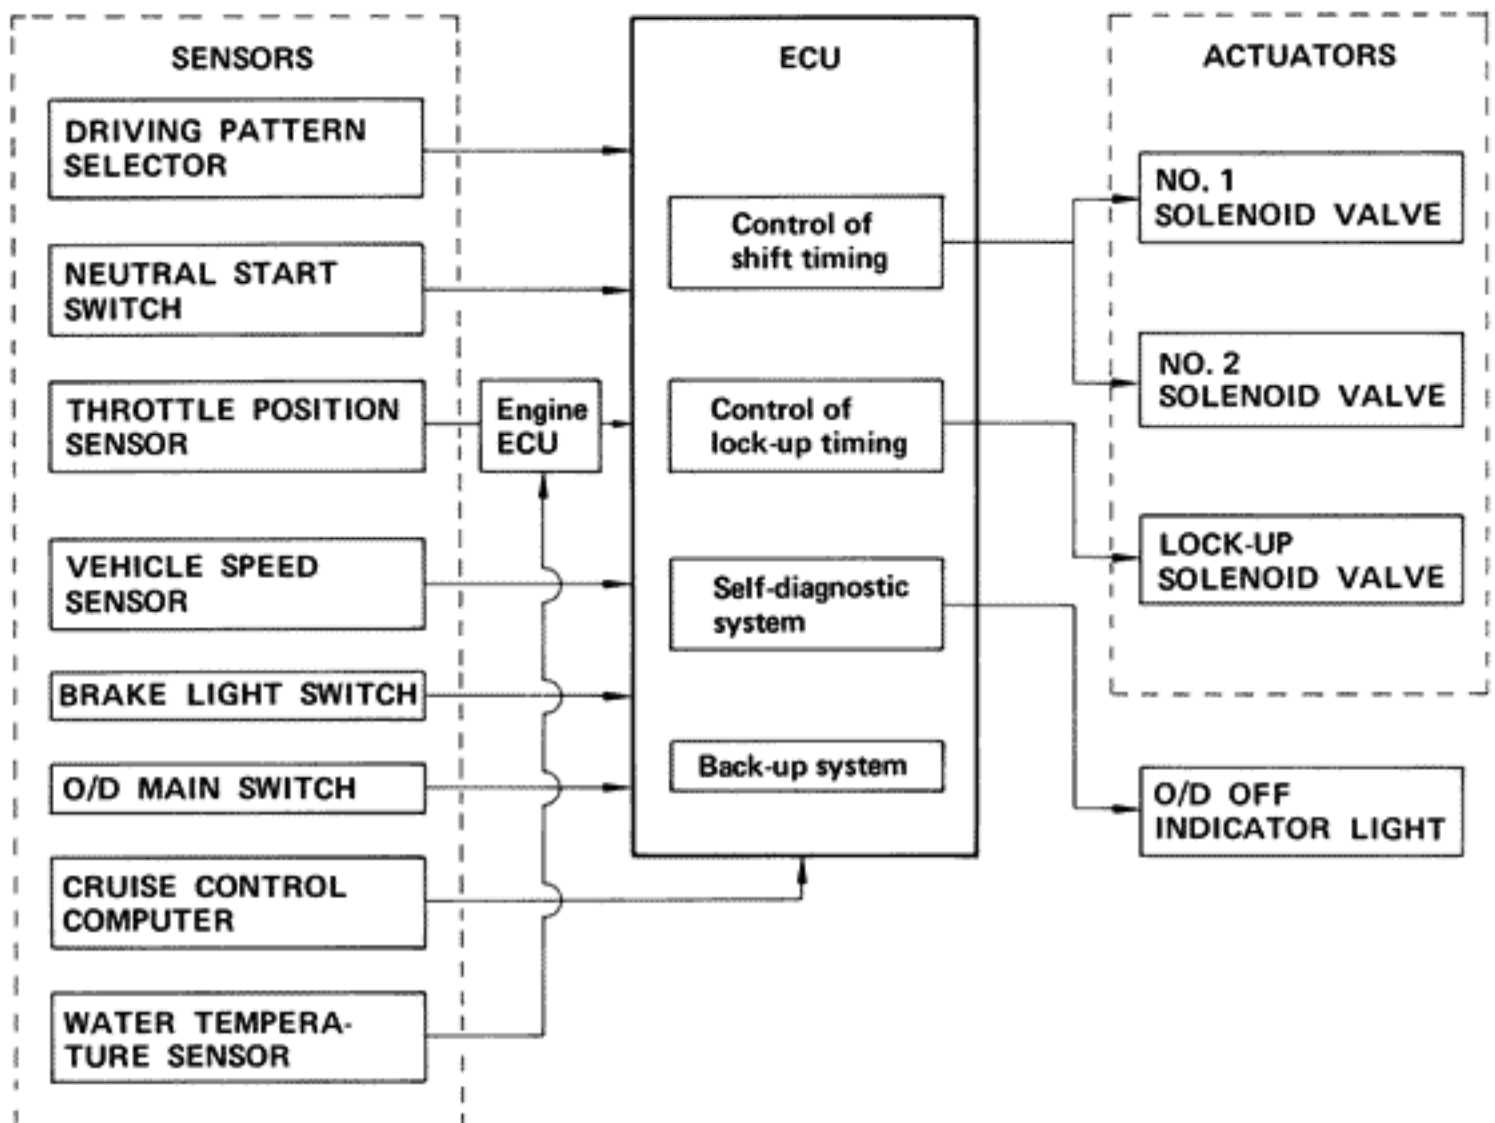 SENSORS
DRIVING PATTERN
SELECTOR
NEUTRAL START
SWITCH
THROTTLE POSITION
SENSOR
Engine
ECU
VEHICLE SPEED
SENSOR
BRAKE LIGHT SWITCH
O/D MAIN SWITCH
CRUISE CONTROL
COMPUTER
WATER TEMPERA-
TURE SENSOR
ECU
Control of
shift timing
Control of
lock-up timing
Self-diagnostic
system
Back-up system
ACTUATORS
NO. 1
SOLENOID VALVE
NO. 2
SOLENOID VALVE
LOCK-UP
SOLENOID VALVE
O/D OFF
INDICATOR LIGHT